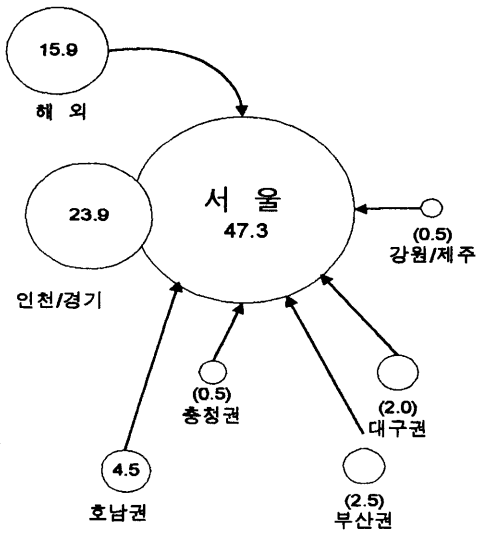 15.9
해 외
서 울
47.3
23.9
인천/경기
(0.5)
강원/제주
(0.5)
충청권
(2.0)
대구권
4.5
호남권
(2.5)
부산권